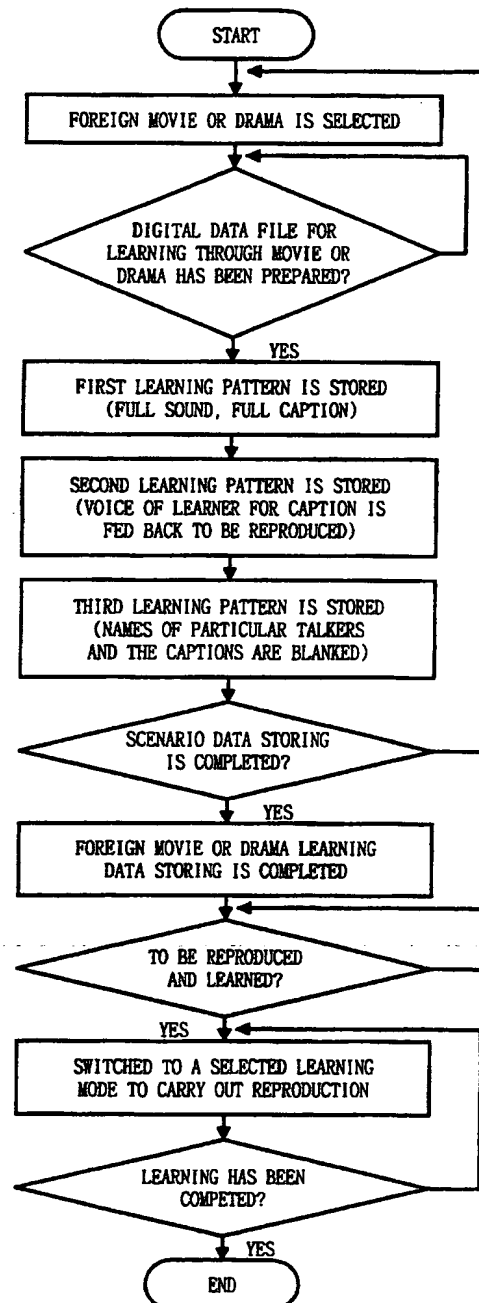 START
FOREIGN MOVIE OR DRAMA IS SELECTED
DIGITAL DATA FILE FOR
LEARNING THROUGH MOVIE OR
DRAMA HAS BEEN PREPARED?
YES
FIRST LEARNING PATTERN IS STORED
(FULL SOUND, FULL CAPTION)
SECOND LEARNING PATTERN IS STORED
(VOICE OF LEARNER FOR CAPTION IS
FED BACK TO BE REPRODUCED)
THIRD LEARNING PATTERN IS STORED
(NAMES OF PARTICULAR TALKERS
AND THE CAPTIONS ARE BLANKED)
SCENARIO DATA STORING
IS COMPLETED?
YES
FOREIGN MOVIE OR DRAMA LEARNING
DATA STORING IS COMPLETED
TO BE REPRODUCED
AND LEARNED?
YES
SWITCHED TO A SELECTED LEARNING
MODE TO CARRY OUT REPRODUCTION
LEARNING HAS BEEN
COMPETED?
YES
END